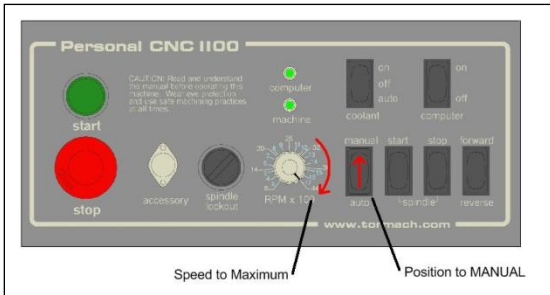 Personal CNC 1100
CAUTION: Read and understand
the manual before operating this
machine. Wear eye protection
and use safe machining practices
at all times.
start
stop
accessory
spindle
lockout
computer
machine
RPM x 100
on
off
auto
coolant
on
off
computer
manual
auto
start
stop
spindle
forward
reverse
www.tormach.com
Speed to Maximum
Position to MANUAL